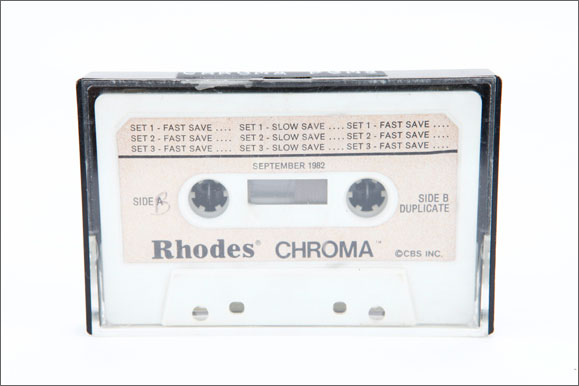 SET 1 - FAST SAVE .... SET 1 - SLOW SAVE .... SET 1 - FAST SAVE ....
SET 2 - FAST SAVE .... SET 2 - SLOW SAVE .... SET 2 - FAST SAVE ....
SET 3 - FAST SAVE .... SET 3 - SLOW SAVE .... SET 3 - FAST SAVE ....
SEPTEMBER 1982
SIDE A
B
SIDE B
DUPLICATE
Rhodes® CHROMA™
©CBS INC.